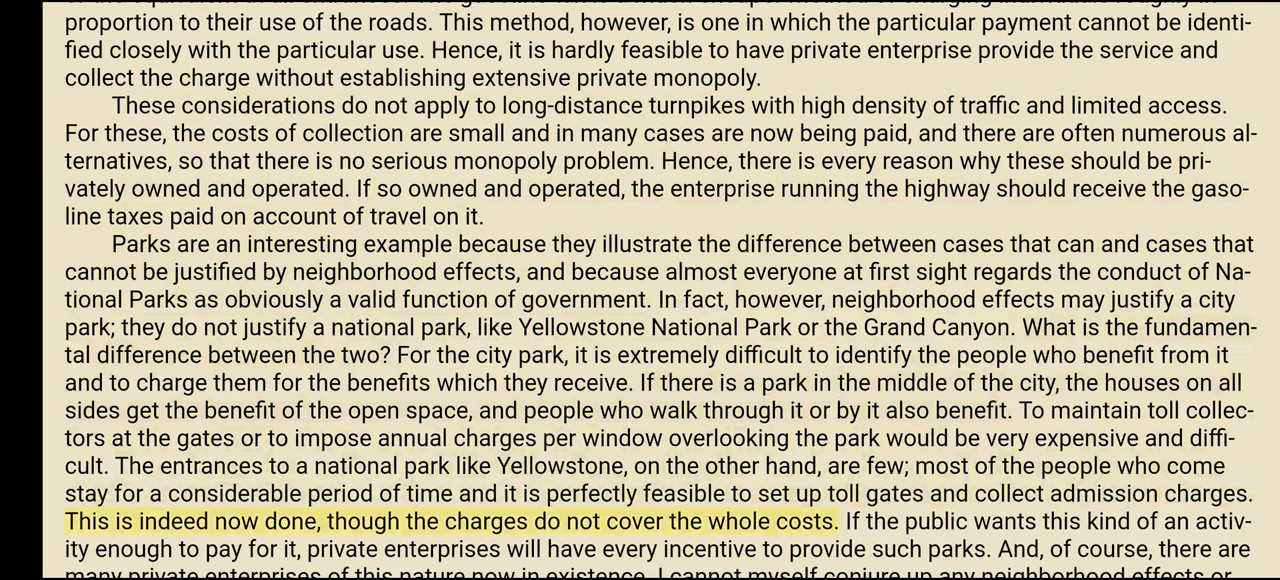 proportion to their use of the roads. This method, however, is one in which the particular payment cannot be identi-
fied closely with the particular use. Hence, it is hardly feasible to have private enterprise provide the service and
collect the charge without establishing extensive private monopoly.
These considerations do not apply to long-distance turnpikes with high density of traffic and limited access.
For these, the costs of collection are small and in many cases are now being paid, and there are often numerous al-
ternatives, so that there is no serious monopoly problem. Hence, there is every reason why these should be pri-
vately owned and operated. If so owned and operated, the enterprise running the highway should receive the gaso-
line taxes paid on account of travel on it.
Parks are an interesting example because they illustrate the difference between cases that can and cases that
cannot be justified by neighborhood effects, and because almost everyone at first sight regards the conduct of Na-
tional Parks as obviously a valid function of government. In fact, however, neighborhood effects may justify a city
park; they do not justify a national park, like Yellowstone National Park or the Grand Canyon. What is the fundamen-
tal difference between the two? For the city park, it is extremely difficult to identify the people who benefit from it
and to charge them for the benefits which they receive. If there is a park in the middle of the city, the houses on all
sides get the benefit of the open space, and people who walk through it or by it also benefit. To maintain toll collec-
tors at the gates or to impose annual charges per window overlooking the park would be very expensive and diffi-
cult. The entrances to a national park like Yellowstone, on the other hand, are few; most of the people who come
stay for a considerable period of time and it is perfectly feasible to set up toll gates and collect admission charges.
This is indeed now done, though the charges do not cover the whole costs. If the public wants this kind of an activ-
ity enough to pay for it, private enterprises will have every incentive to provide such parks. And, of course, there are
many private enterprises of this nature now in existence. I cannot myself conjure up any neighborhood effects or